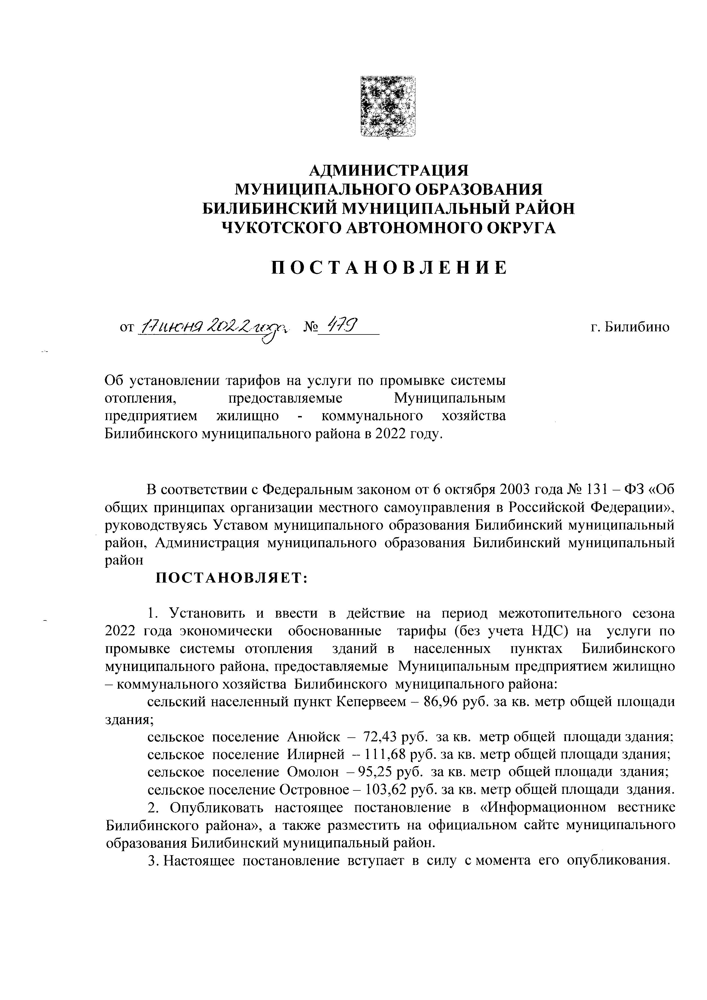 АДМИНИСТРАЦИЯ
МУНИЦИПАЛЬНОГО ОБРАЗОВАНИЯ
БИЛИБИНСКИЙ МУНИЦИПАЛЬНЫЙ РАЙОН
ЧУКОТСКОГО АВТОНОМНОГО ОКРУГА
П О С Т А Н О В Л Е Н И Е
от 17 июня 2022 года № 479 г. Билибино
Об установлении тарифов на услуги по промывке системы
отопления, предоставляемые Муниципальным
предприятием жилищно - коммунального хозяйства
Билибинского муниципального района в 2022 году.
В соответствии с Федеральным законом от 6 октября 2003 года № 131 – ФЗ «Об
общих принципах организации местного самоуправления в Российской Федерации»,
руководствуясь Уставом муниципального образования Билибинский муниципальный
район, Администрация муниципального образования Билибинский муниципальный
район
ПОСТАНОВЛЯЕТ:
1. Установить и ввести в действие на период межотопительного сезона
2022 года экономически обоснованные тарифы (без учета НДС) на услуги по
промывке системы отопления зданий в населенных пунктах Билибинского
муниципального района, предоставляемые Муниципальным предприятием жилищно
– коммунального хозяйства Билибинского муниципального района:
сельский населенный пункт Кепервеем – 86,96 руб. за кв. метр общей площади
здания;
сельское поселение Анюйск – 72,43 руб. за кв. метр общей площади здания;
сельское поселение Илирней – 111,68 руб. за кв. метр общей площади здания;
сельское поселение Омолон – 95,25 руб. за кв. метр общей площади здания;
сельское поселение Островное – 103,62 руб. за кв. метр общей площади здания.
2. Опубликовать настоящее постановление в «Информационном вестнике
Билибинского района», а также разместить на официальном сайте муниципального
образования Билибинский муниципальный район.
3. Настоящее постановление вступает в силу с момента его опубликования.